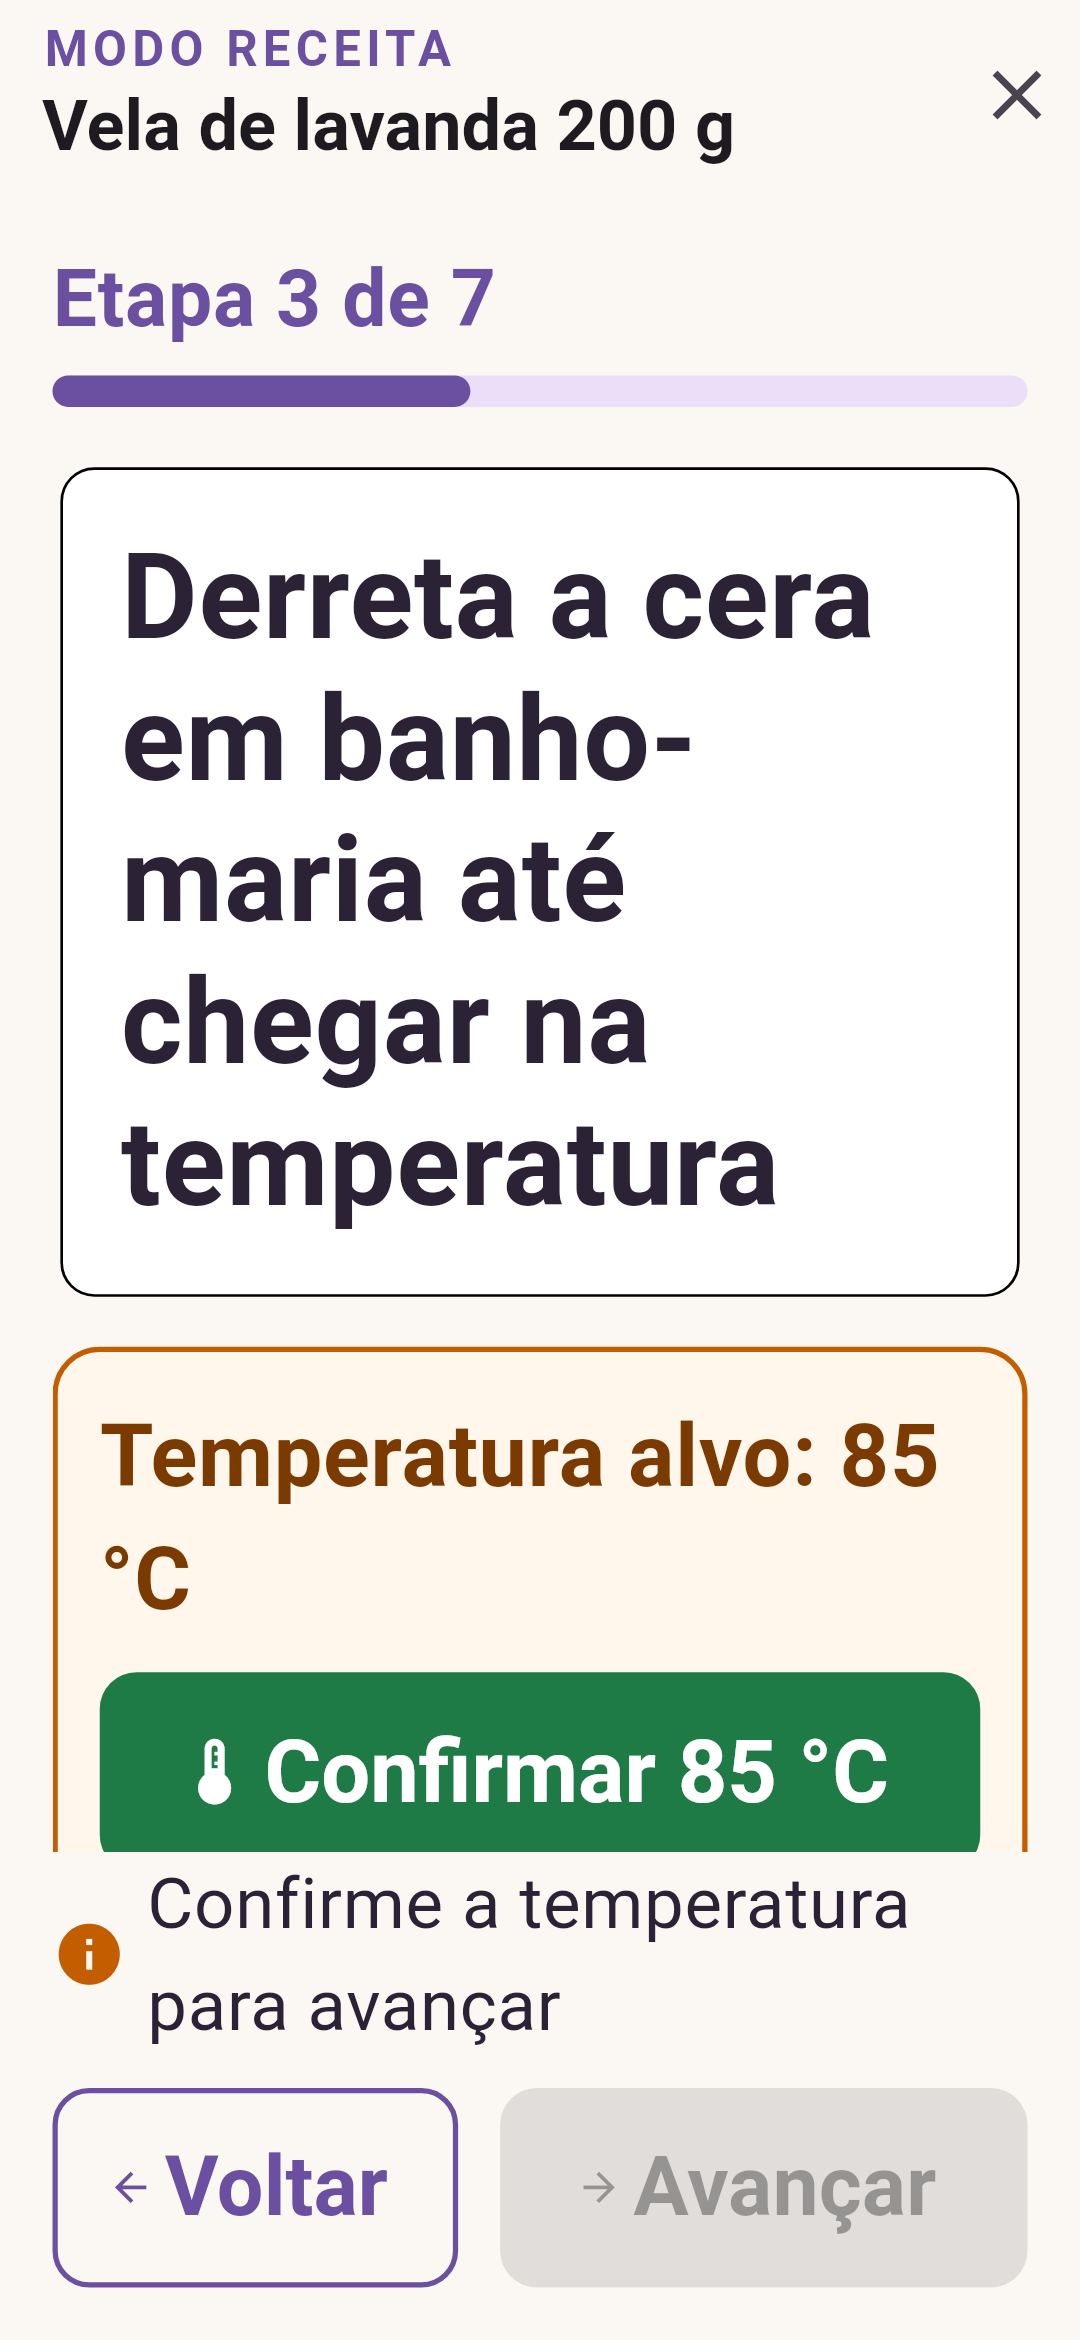 MODO RECEITA
Vela de lavanda 200 g
Etapa 3 de 7
Derreta a cera
em banho-
maria até
chegar na
temperatura
Temperatura alvo: 85
°C
Confirmar 85 °C
Confirme a temperatura
para avançar
Voltar
Avançar